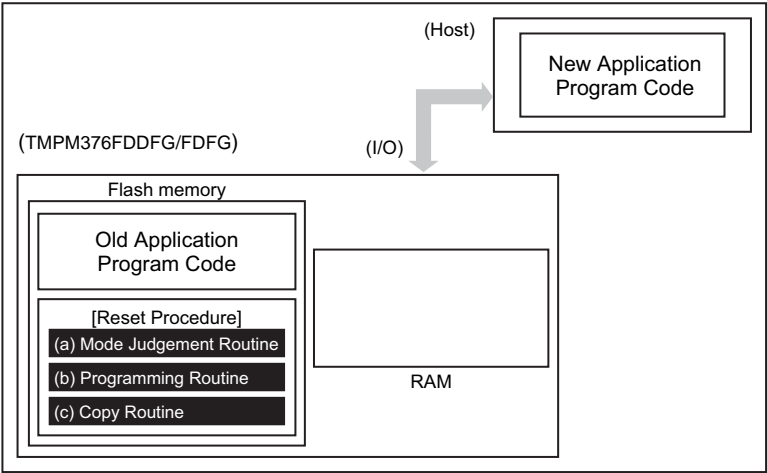 (Host)
New Application
Program Code
(TMPM376FDDFG/FDFG)
(I/O)
Flash memory
Old Application
Program Code
[Reset Procedure]
(a) Mode Judgement Routine
(b) Programming Routine
(c) Copy Routine
RAM